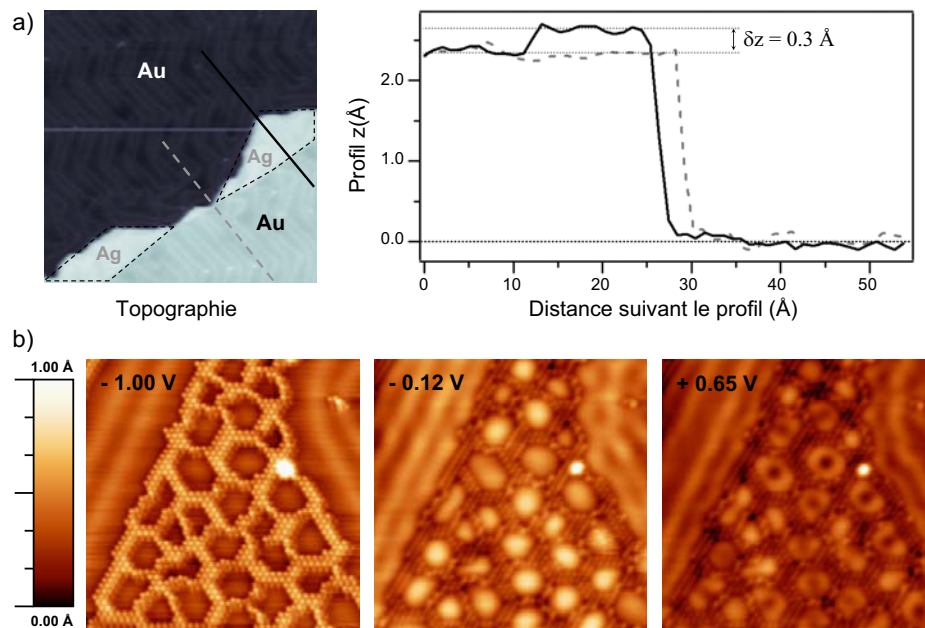 a)
Au
Ag
Au
Ag
Topographie
Profil z(Å)
2.0
1.0
0.0
δz = 0.3 Å
0
10
20
30
40
50
Distance suivant le profil (Å)
b)
1.00 Å
0.00 Å
- 1.00 V
- 0.12 V
+ 0.65 V